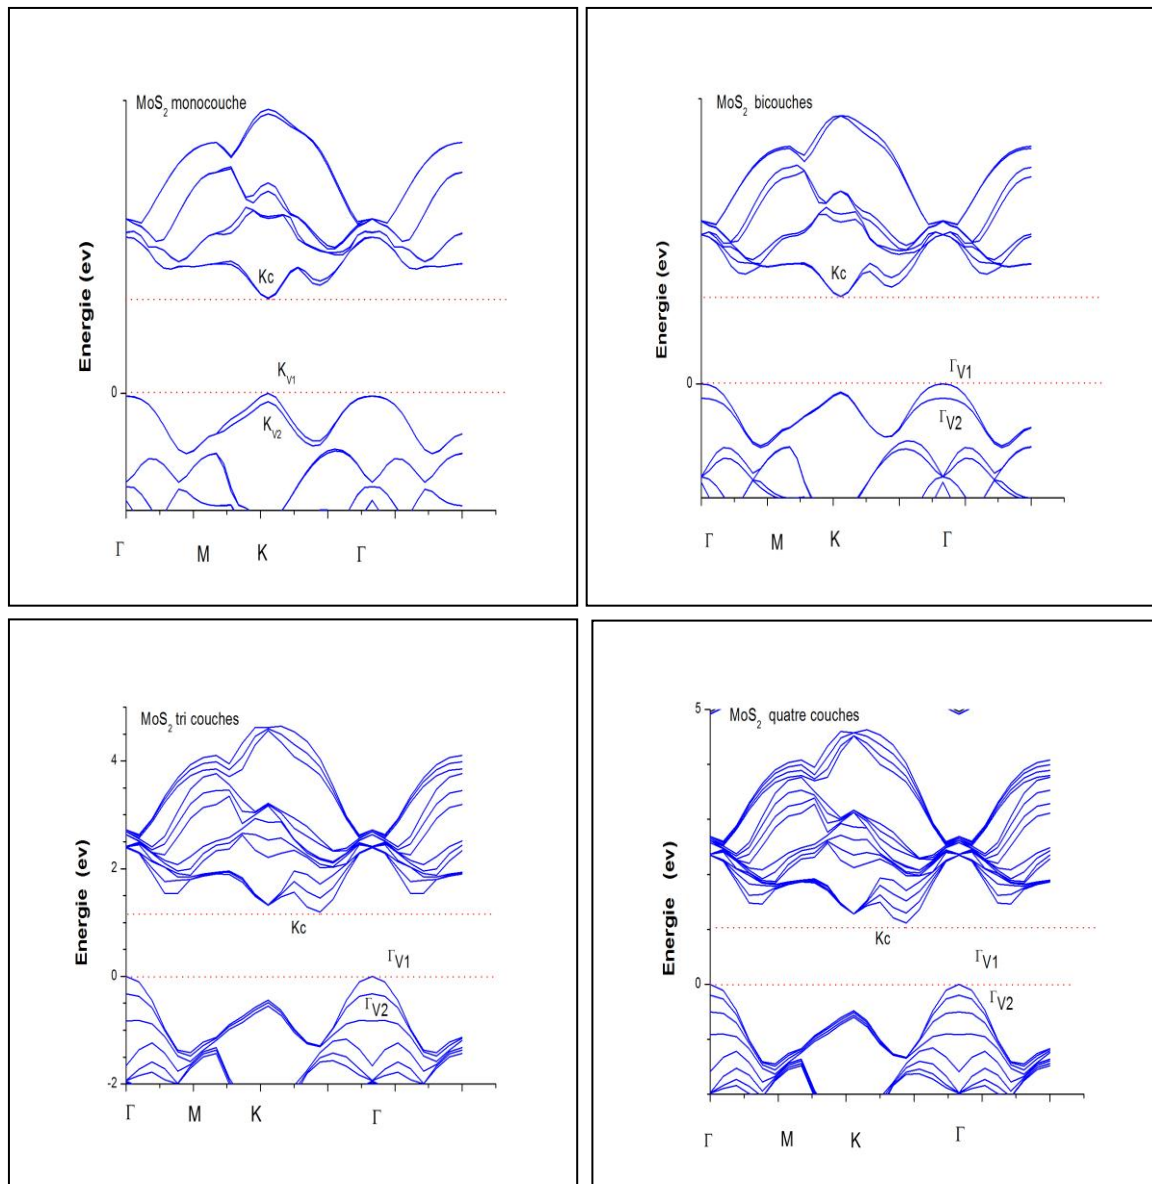 MoS2 monocouche
Energie (ev)
Kc
KV1
0
KV2
Γ M K Γ
MoS2 bicouches
Energie (ev)
Kc
ΓV1
0
ΓV2
Γ M K Γ
MoS2 tri couches
4
2
Energie (ev)
Kc
ΓV1
0
ΓV2
-2
Γ M K Γ
5
MoS2 quatre couches
Energie (ev)
Kc
ΓV1
0
ΓV2
Γ M K Γ